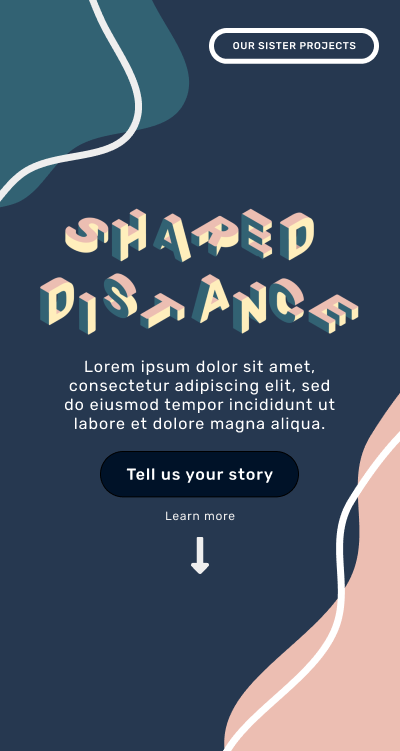 OUR SISTER PROJECTS
SHARED
DISTANCE
Lorem ipsum dolor sit amet,
consectetur adipiscing elit, sed
do eiusmod tempor incididunt ut
labore et dolore magna aliqua.
Tell us your story
Learn more